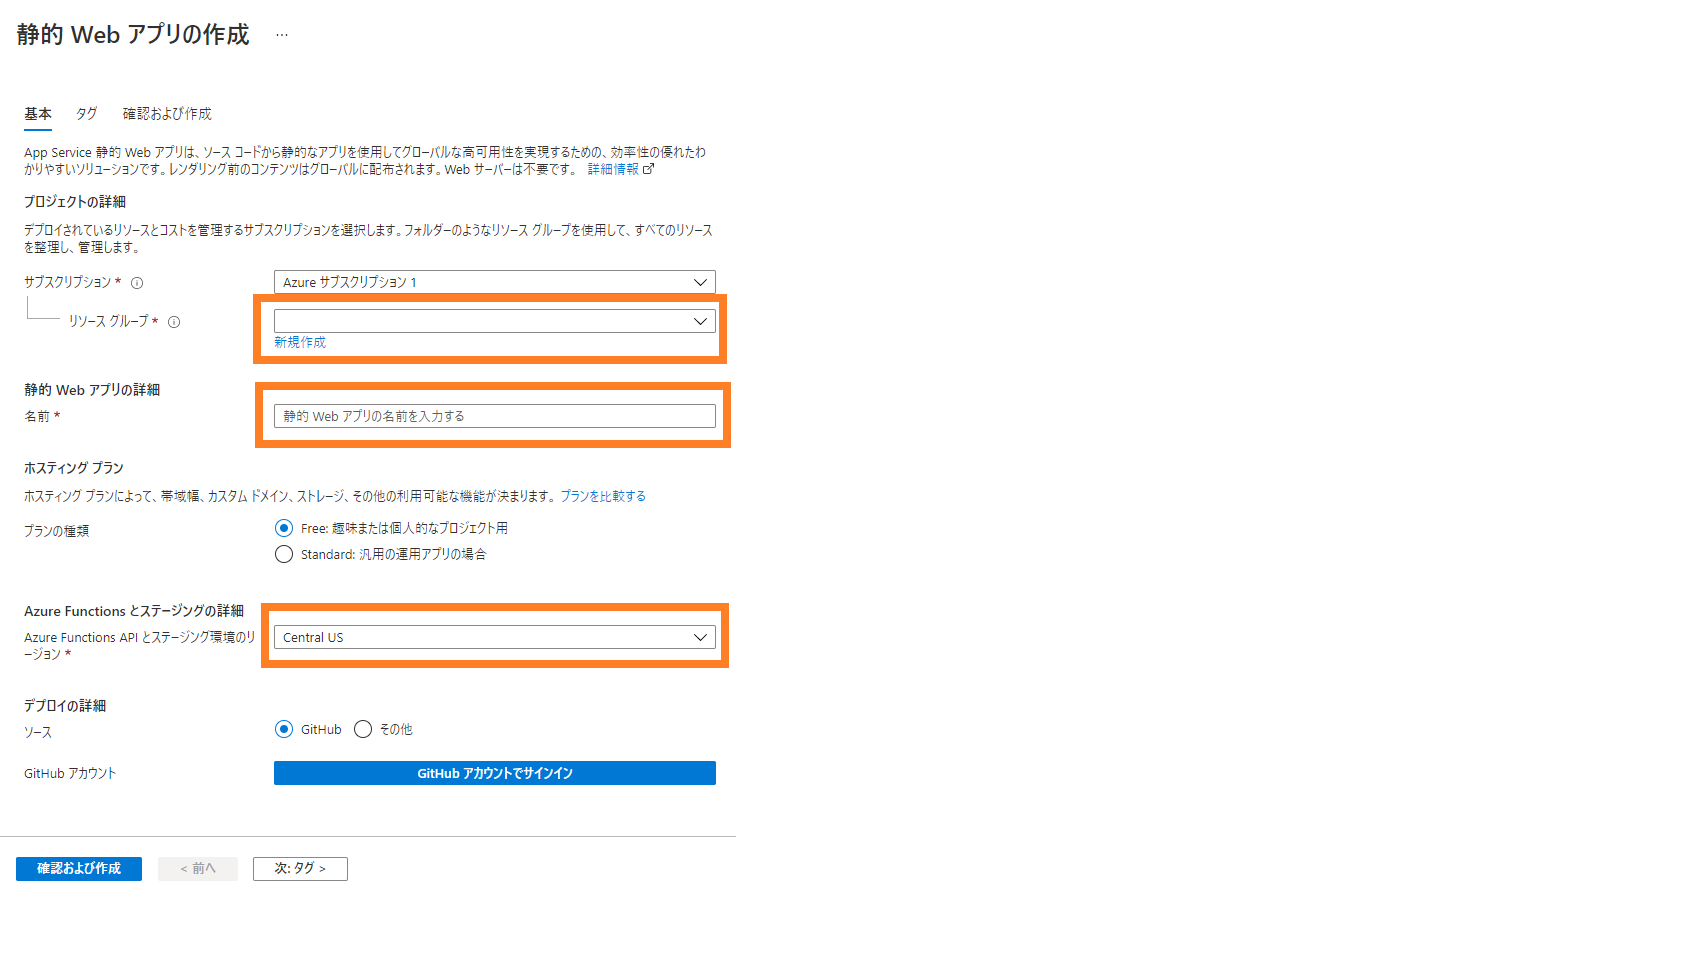 静的 Web アプリの作成 …
基本 タグ 確認および作成
App Service 静的 Web アプリは、ソース コードから静的なアプリを使用してグローバルな高可用性を実現するための、効率性の優れたわ
かりやすいソリューションです。レンダリング前のコンテンツはグローバルに配布されます。Web サーバーは不要です。 詳細情報
プロジェクトの詳細
デプロイされているリソースとコストを管理するサブスクリプションを選択します。フォルダーのようなリソース グループを使用して、すべてのリソース
を整理し、管理します。
サブスクリプション * Azure サブスクリプション 1
リソース グループ *
新規作成
静的 Web アプリの詳細
名前 * 静的 Web アプリの名前を入力する
ホスティング プラン
ホスティング プランによって、帯域幅、カスタム ドメイン、ストレージ、その他の利用可能な機能が決まります。 プランを比較する
プランの種類 Free: 趣味または個人的なプロジェクト用
Standard: 汎用の運用アプリの場合
Azure Functions とステージングの詳細
Azure Functions API とステージング環境のリ
ージョン * Central US
デプロイの詳細
ソース GitHub その他
GitHub アカウント GitHub アカウントでサインイン
確認および作成 < 前へ 次: タグ >